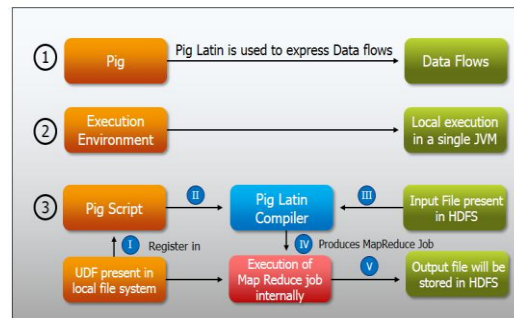 1
Pig
Pig Latin is used to express Data flows
Data Flows
2
Execution
Environment
Local execution
in a single JVM
3
Pig Script
II
Pig Latin
Compiler
III
Input File present
in HDFS
I
Register in
IV
Produces MapReduce Job
UDF present in
local file system
Execution of
Map Reduce job
internally
V
Output file will be
stored in HDFS